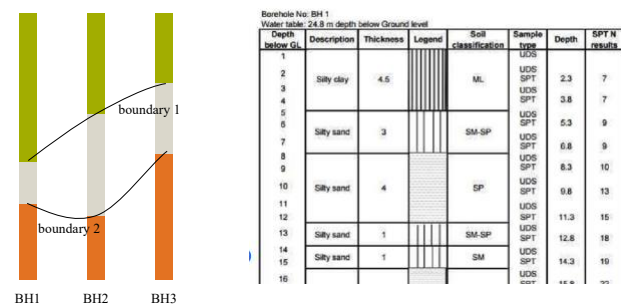 boundary 1
boundary 2
BH1 BH2 BH3
Borehole No: BH 1
Water table: 24.8 m depth below Ground level
Depth below GL Description Thickness Legend Soil classification Sample type Depth SPT N results
1 UDS
2 Silty clay 4.5 ML UDS SPT 2.3 7
3 UDS
4 SPT 3.8 7
5 UDS
6 Silty sand 3 SM-SP SPT 5.3 9
7 UDS SPT 6.8 9
8 UDS
9 SPT 8.3 10
10 Silty sand 4 SP UDS SPT 9.8 13
11 UDS
12 SPT 11.3 15
13 Silty sand 1 SM-SP UDS SPT 12.8 18
14 UDS
15 Silty sand 1 SM SPT 14.3 19
16 UDS
SPT 15.8 22